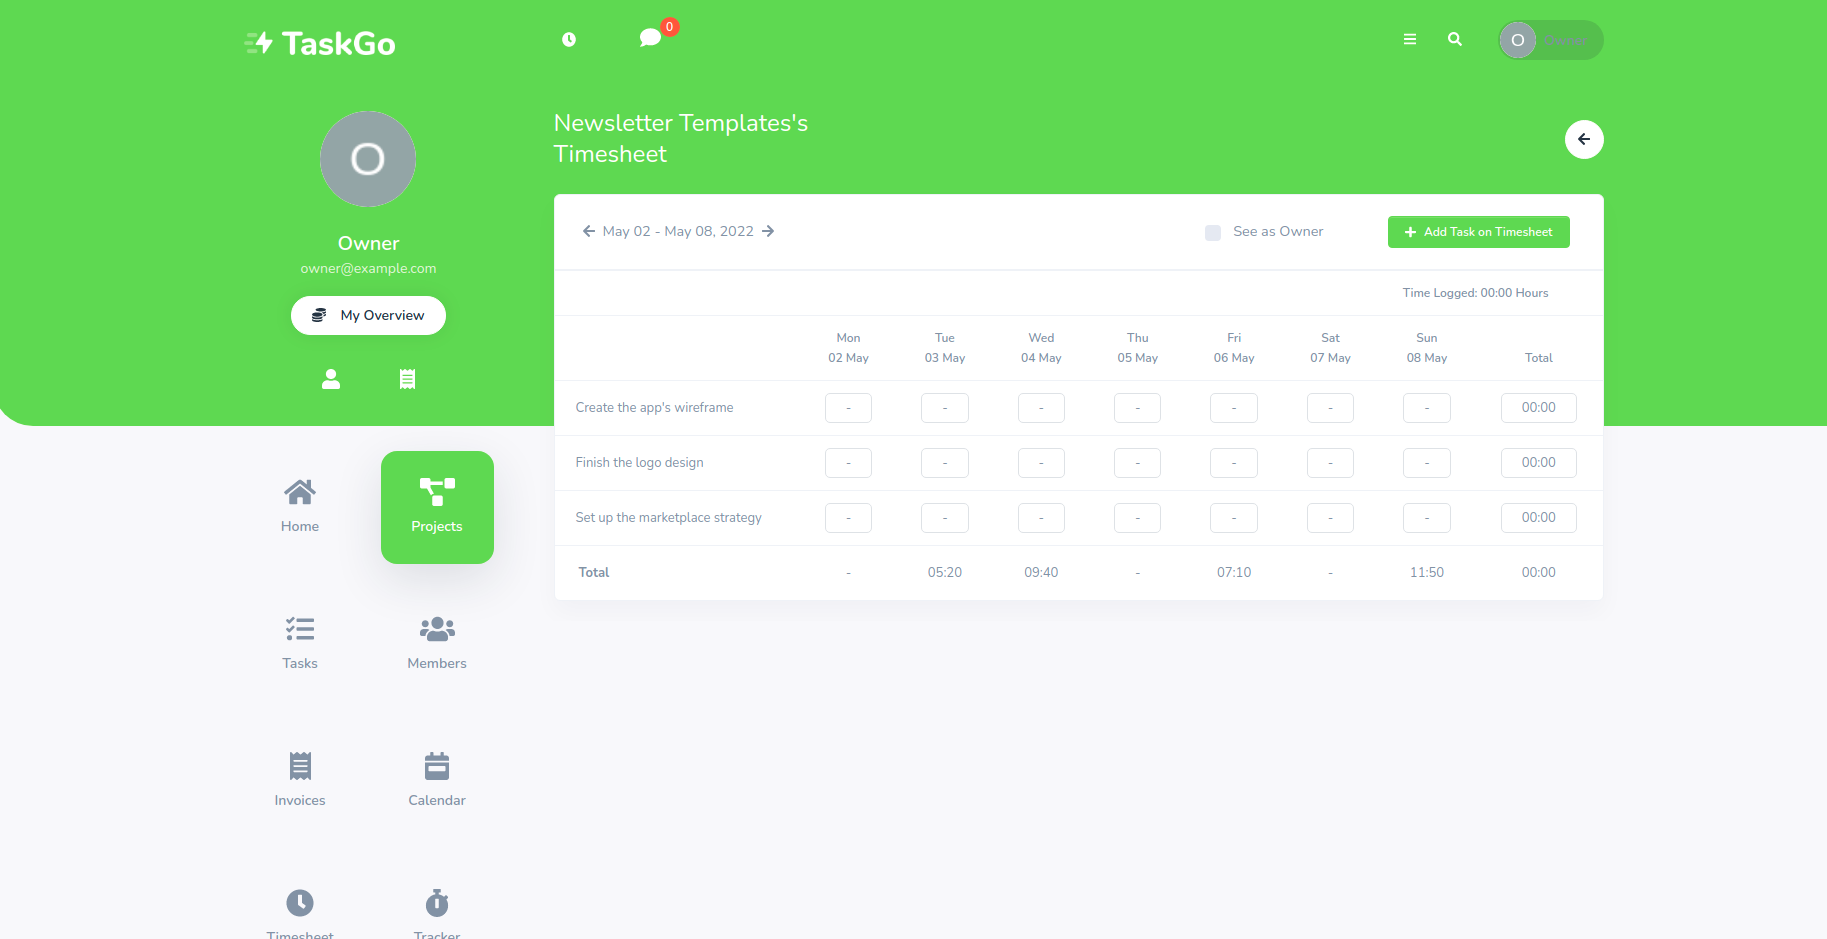 TaskGo
0
O Owner
O
Owner
owner@example.com
My Overview
Home
Projects
Tasks
Members
Invoices
Calendar
Timesheet
Tracker
Newsletter Templates's
Timesheet
May 02 - May 08, 2022
See as Owner
Add Task on Timesheet
Time Logged: 00:00 Hours
Mon Tue Wed Thu Fri Sat Sun
02 May 03 May 04 May 05 May 06 May 07 May 08 May Total
Create the app's wireframe - - - - - - - 00:00
Finish the logo design - - - - - - - 00:00
Set up the marketplace strategy - - - - - - - 00:00
Total - 05:20 09:40 - 07:10 - 11:50 00:00